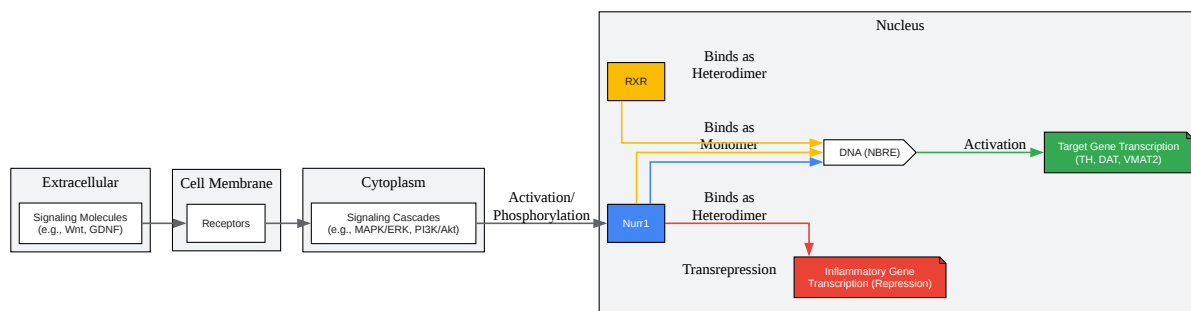 Nucleus
Binds as
Heterodimer
RXR
Binds as
Monomer
DNA (NBRE)
Activation
Target Gene Transcription
(TH, DAT, VMAT2)
Extracellular
Signaling Molecules
(e.g., Wnt, GDNF)
Cell Membrane
Receptors
Cytoplasm
Signaling Cascades
(e.g., MAPK/ERK, PI3K/Akt)
Activation/
Phosphorylation
Nurr1
Binds as
Heterodimer
Transrepression
Inflammatory Gene
Transcription (Repression)